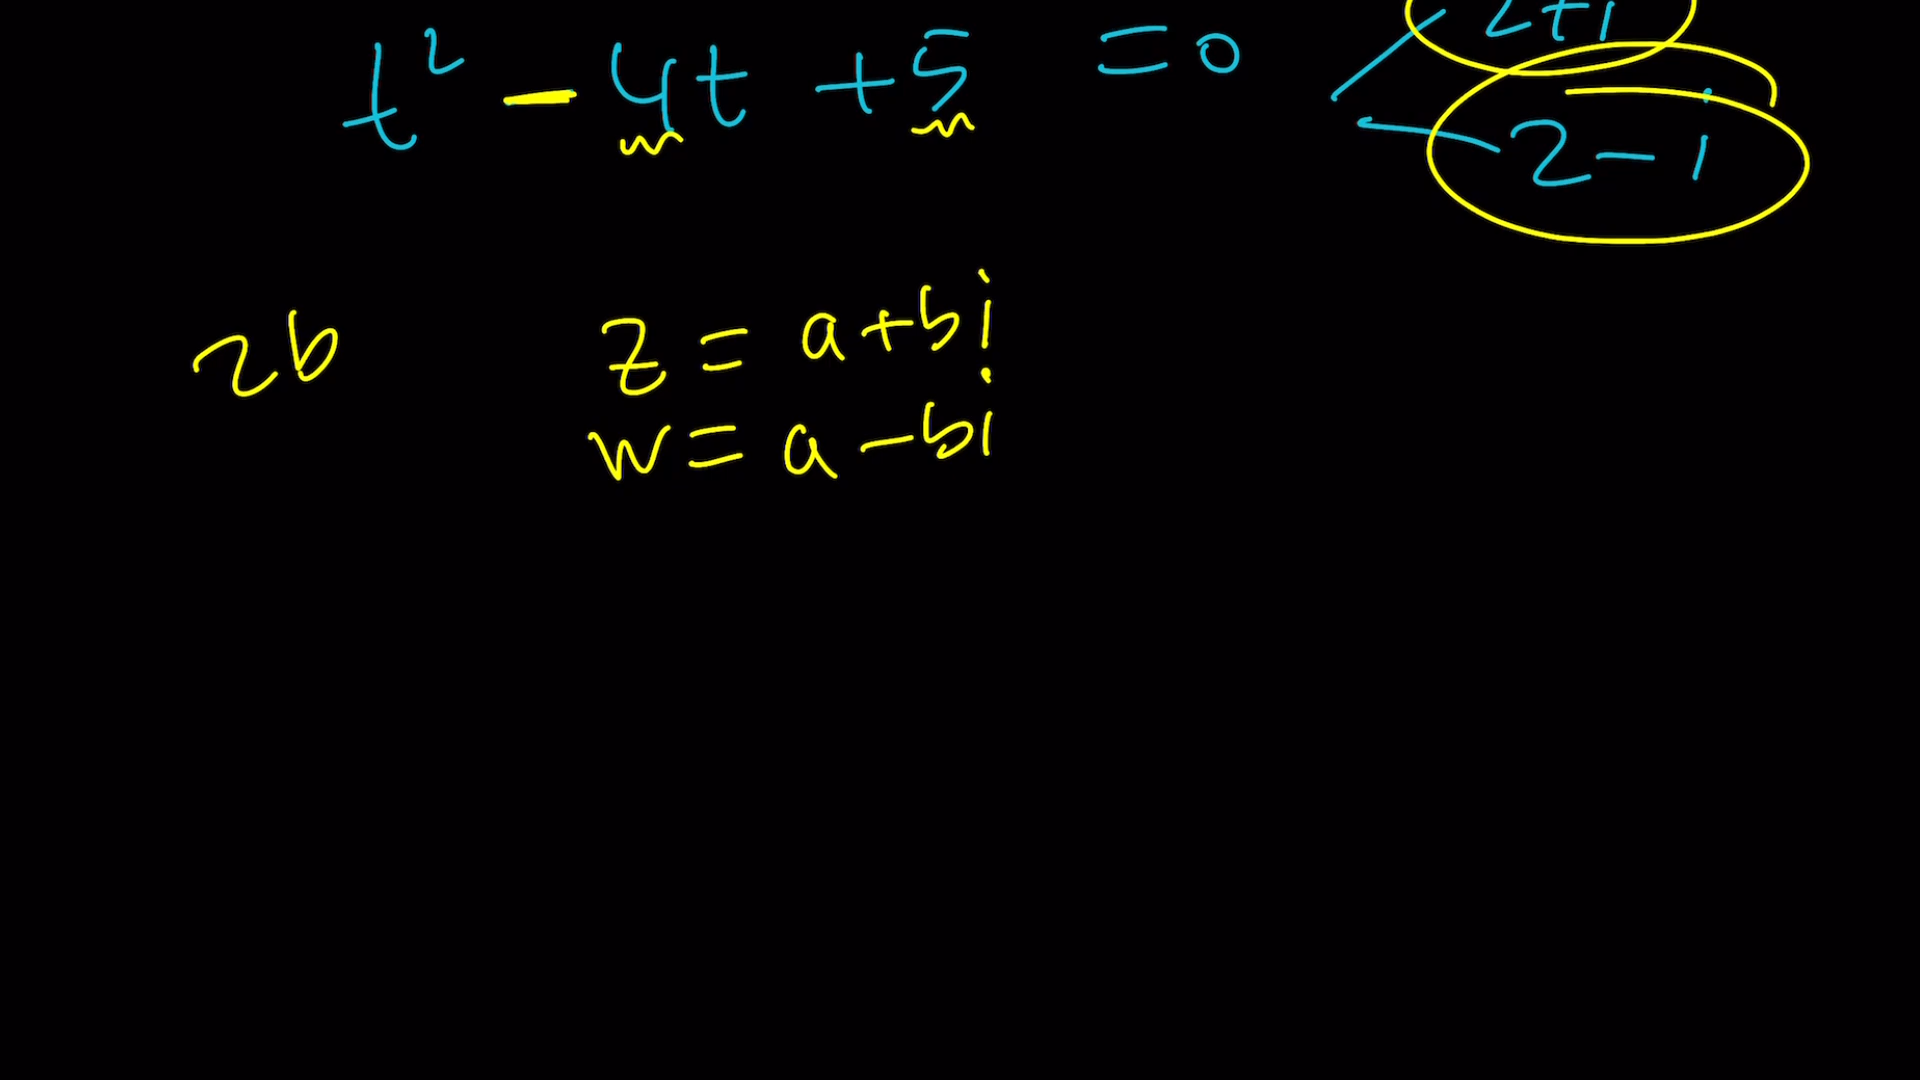 t² - 4t + 5 = 0
2+i
2-i
2b
z = a+bi
w = a-bi